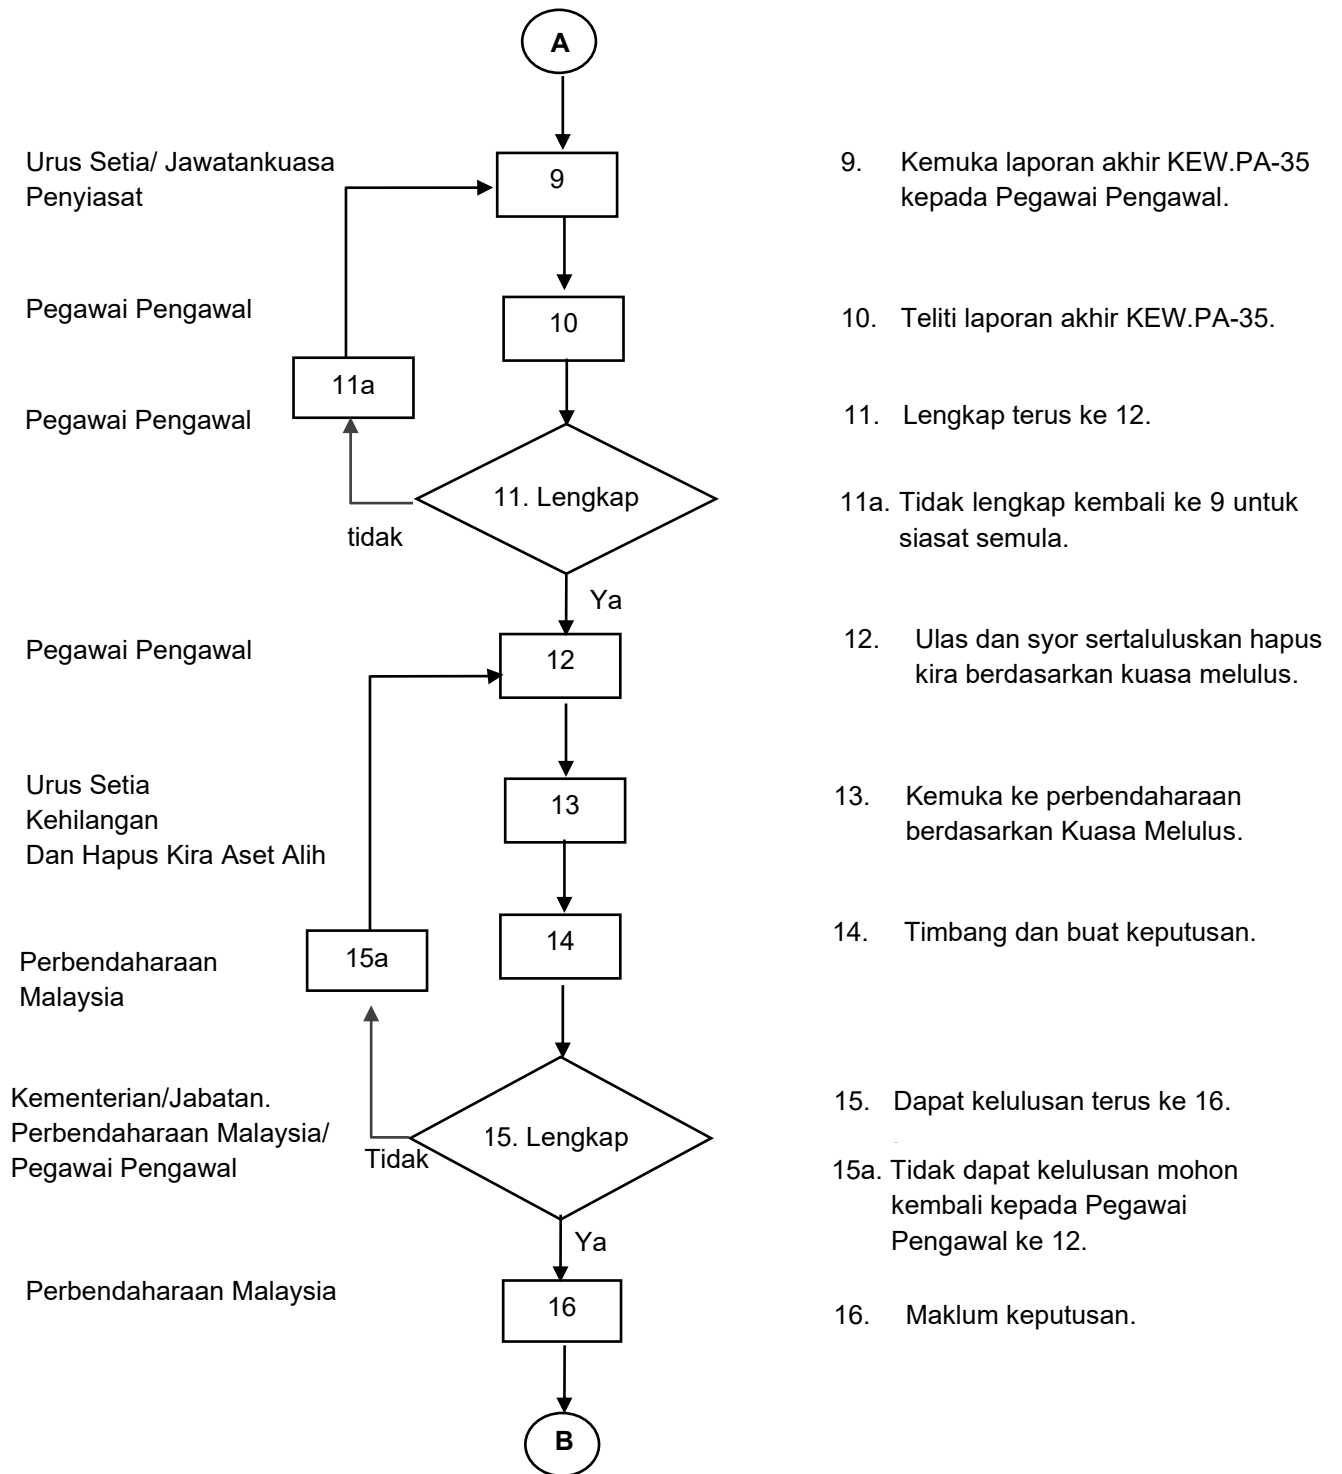 A
Urus Setia/ Jawatankuasa
Penyiasat
9
9. Kemuka laporan akhir KEW.PA-35
kepada Pegawai Pengawal.
Pegawai Pengawal
10
10. Teliti laporan akhir KEW.PA-35.
11a
Pegawai Pengawal
11. Lengkap terus ke 12.
11. Lengkap
tidak
11a. Tidak lengkap kembali ke 9 untuk
siasat semula.
Ya
Pegawai Pengawal
12
12. Ulas dan syor sertaluluskan hapus
kira berdasarkan kuasa melulus.
Urus Setia
Kehilangan
Dan Hapus Kira Aset Alih
13
13. Kemuka ke perbendaharaan
berdasarkan Kuasa Melulus.
14
14. Timbang dan buat keputusan.
Perbendaharaan
Malaysia
15a
Kementerian/Jabatan.
Perbendaharaan Malaysia/
Pegawai Pengawal
Tidak
15. Lengkap
15. Dapat kelulusan terus ke 16.
15a. Tidak dapat kelulusan mohon
kembali kepada Pegawai
Pengawal ke 12.
Ya
Perbendaharaan Malaysia
16
16. Maklum keputusan.
B